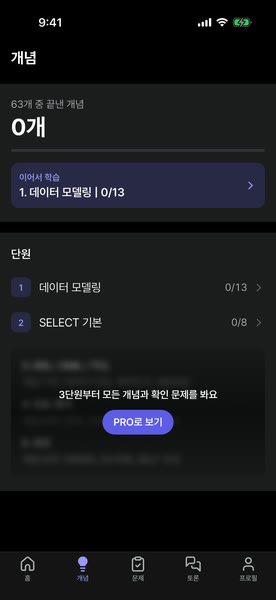 9:41
개념
63개 중 끝낸 개념
0개
이어서 학습
1. 데이터 모델링 | 0/13
단원
1 데이터 모델링 0/13
2 SELECT 기본 0/8
3단원부터 모든 개념과 확인 문제를 봐요
PRO로 보기
홈 개념 문제 토론 프로필